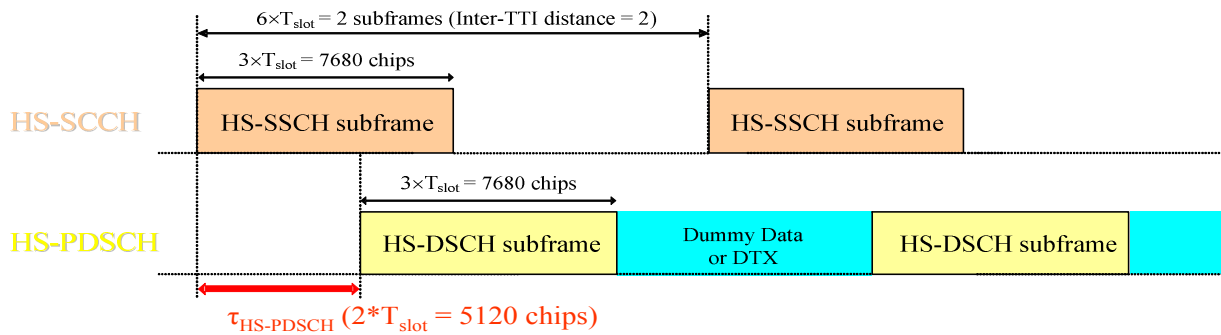 6×Tslot = 2 subframes (Inter-TTI distance = 2)
3×Tslot = 7680 chips
HS-SCCH
HS-SSCH subframe
HS-SSCH subframe
3×Tslot = 7680 chips
HS-PDSCH
HS-DSCH subframe
Dummy Data
or DTX
HS-DSCH subframe
τHS-PDSCH (2*Tslot = 5120 chips)